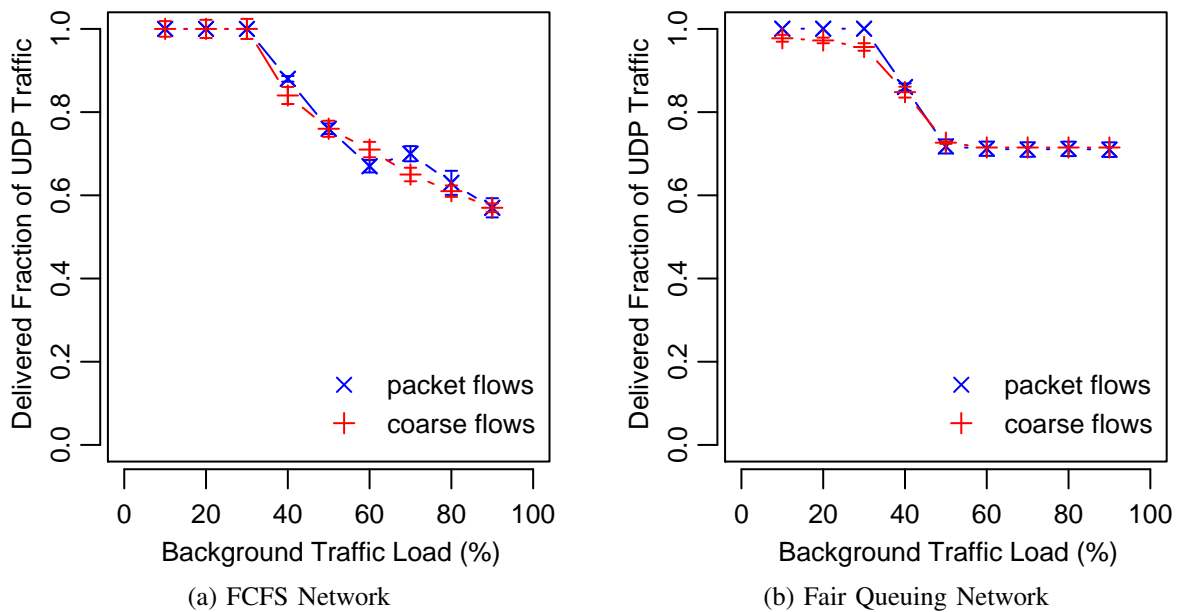 Delivered Fraction of UDP Traffic
1.0
0.8
0.6
0.4
0.2
0.0
packet flows
coarse flows
0 20 40 60 80 100
Background Traffic Load (%)
(a) FCFS Network
Delivered Fraction of UDP Traffic
1.0
0.8
0.6
0.4
0.2
0.0
packet flows
coarse flows
0 20 40 60 80 100
Background Traffic Load (%)
(b) Fair Queuing Network